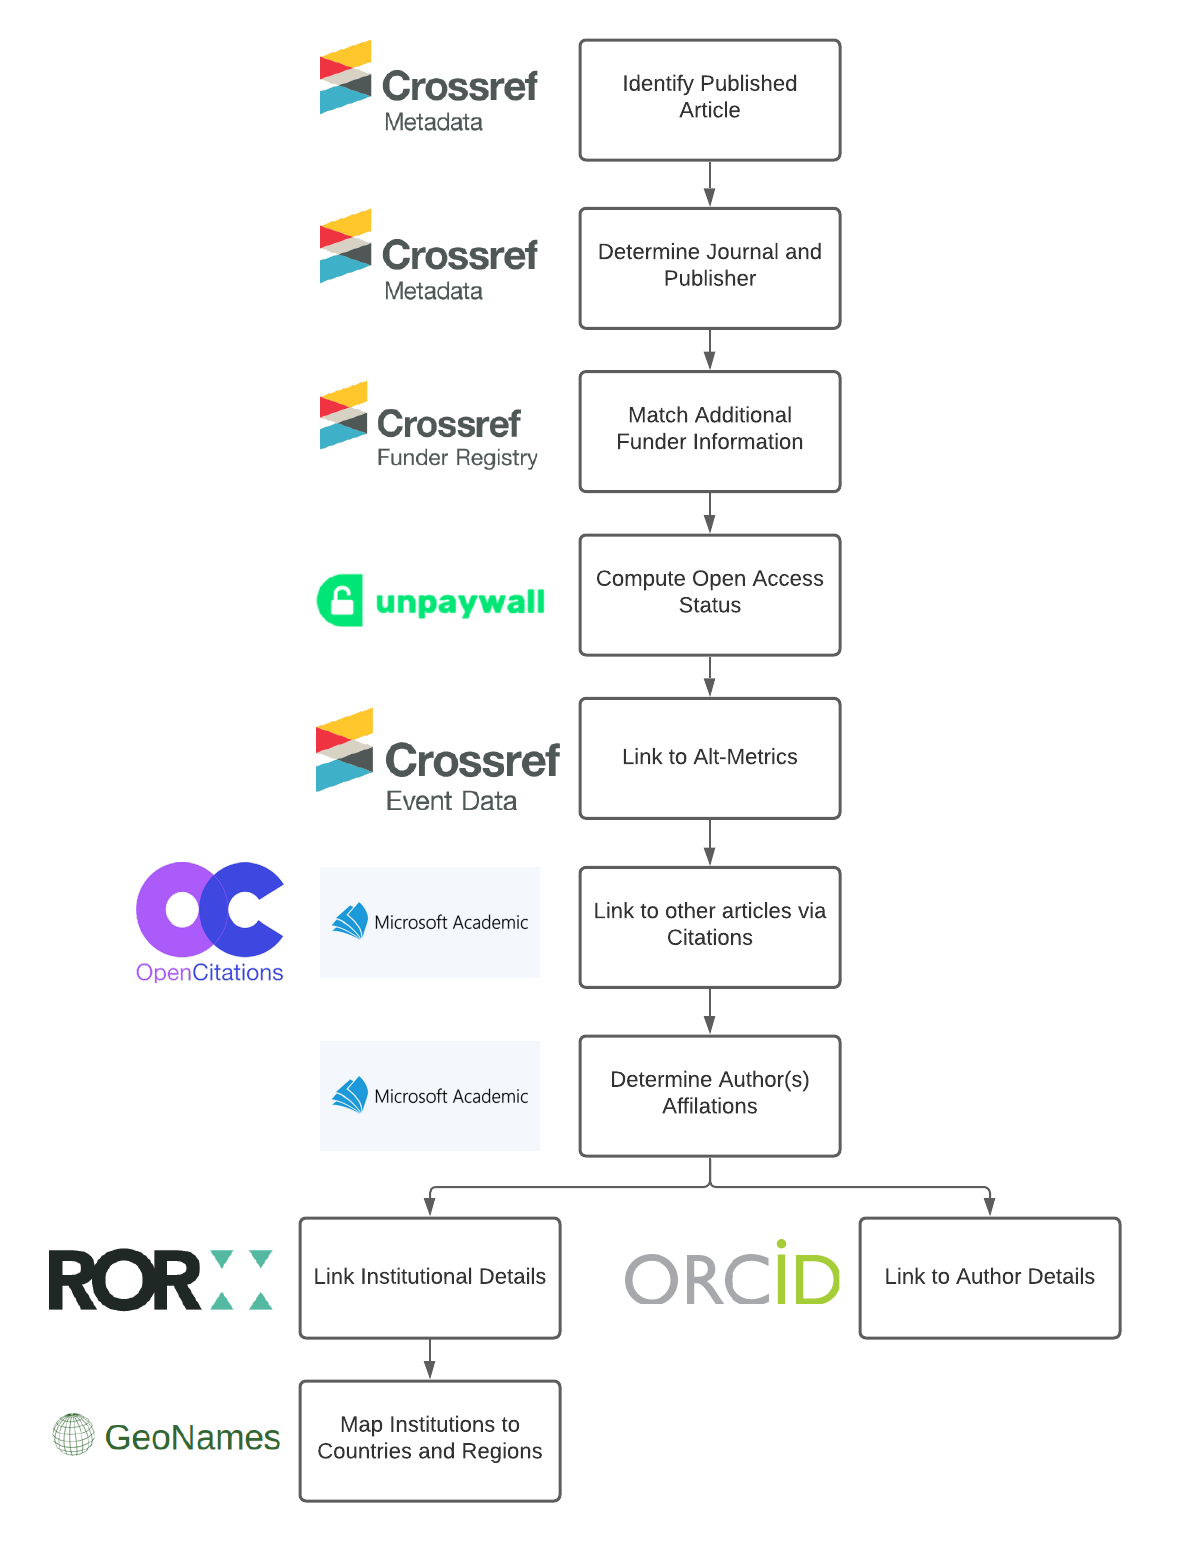 Crossref
Metadata
Identify Published
Article
Crossref
Metadata
Determine Journal and
Publisher
Crossref
Funder Registry
Match Additional
Funder Information
unpaywall
Compute Open Access
Status
Crossref
Event Data
Link to Alt-Metrics
OC
OpenCitations
Microsoft Academic
Link to other articles via
Citations
Microsoft Academic
Determine Author(s)
Affilations
ROR
Link Institutional Details
ORCiD
Link to Author Details
GeoNames
Map Institutions to
Countries and Regions